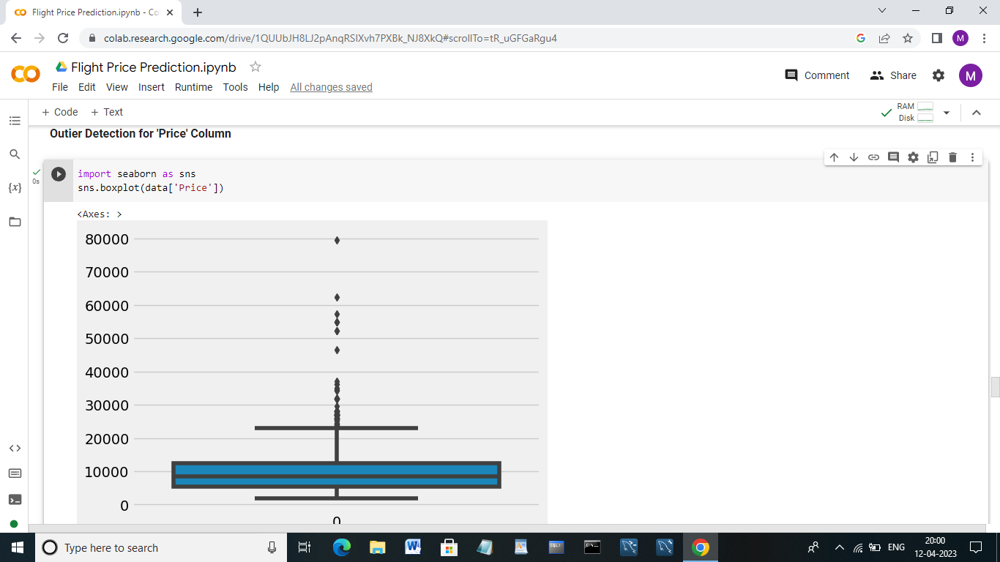 Flight Price Prediction.ipynb - Co
colab.research.google.com/drive/1QUUbJH8LJ2pAnqRSIXvh7PXBk_NJ8XkQ#scrollTo=tR_uGFGaRgu4
G
M
CO
Flight Price Prediction.ipynb
Comment
Share
M
File Edit View Insert Runtime Tools Help All changes saved
+ Code + Text
RAM
Disk
Outier Detection for 'Price' Column
{x}
0s
import seaborn as sns
sns.boxplot(data['Price'])
<Axes: >
80000
70000
60000
50000
40000
30000
20000
10000
0
0
Type here to search
ENG
20:00
12-04-2023